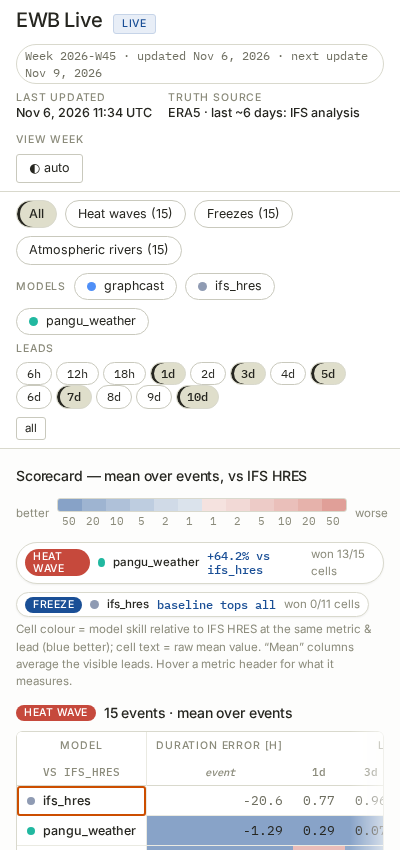 EWB Live LIVE
Week 2026-W45 · updated Nov 6, 2026 · next update
Nov 9, 2026
LAST UPDATED TRUTH SOURCE
Nov 6, 2026 11:34 UTC ERA5 · last ~6 days: IFS analysis
VIEW WEEK
◐ auto
All Heat waves (15) Freezes (15)
Atmospheric rivers (15)
MODELS graphcast ifs_hres
pangu_weather
LEADS
6h 12h 18h 1d 2d 3d 4d 5d
6d 7d 8d 9d 10d
all
Scorecard — mean over events, vs IFS HRES
better worse
50 20 10 5 2 1 1 2 5 10 20 50
HEAT WAVE pangu_weather +64.2% vs ifs_hres won 13/15 cells
FREEZE ifs_hres baseline tops all won 0/11 cells
Cell colour = model skill relative to IFS HRES at the same metric &
lead (blue better); cell text = raw mean value. “Mean” columns
average the visible leads. Hover a metric header for what it
measures.
HEAT WAVE 15 events · mean over events
MODEL DURATION ERROR [H]
VS IFS_HRES event 1d 3d
ifs_hres -20.6 0.77 0.96
pangu_weather -1.29 0.29 0.07